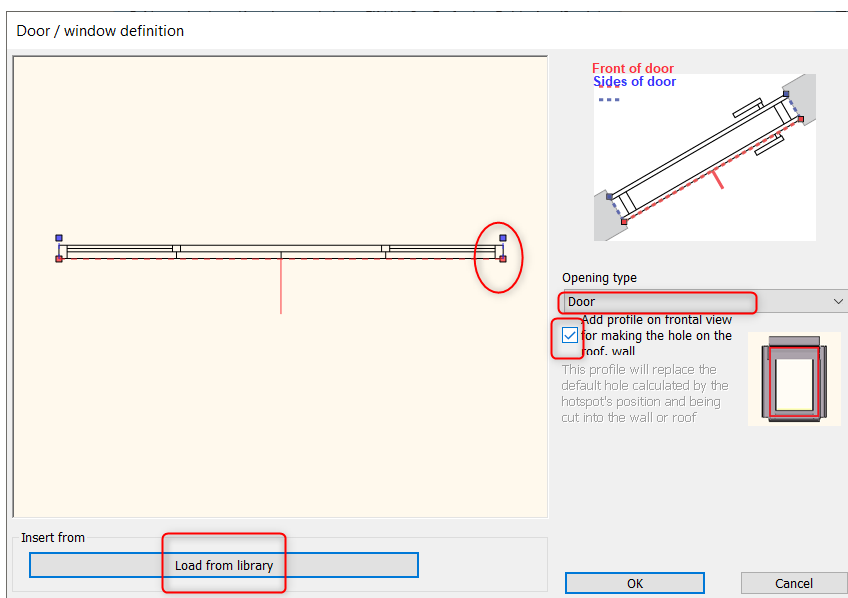 Door / window definition
Front of door
Sides of door
Opening type
Door
Add profile on frontal view
for making the hole on the
roof, wall
This profile will replace the
default hole calculated by the
hotspot's position and being
cut into the wall or roof
Insert from
Load from library
OK
Cancel